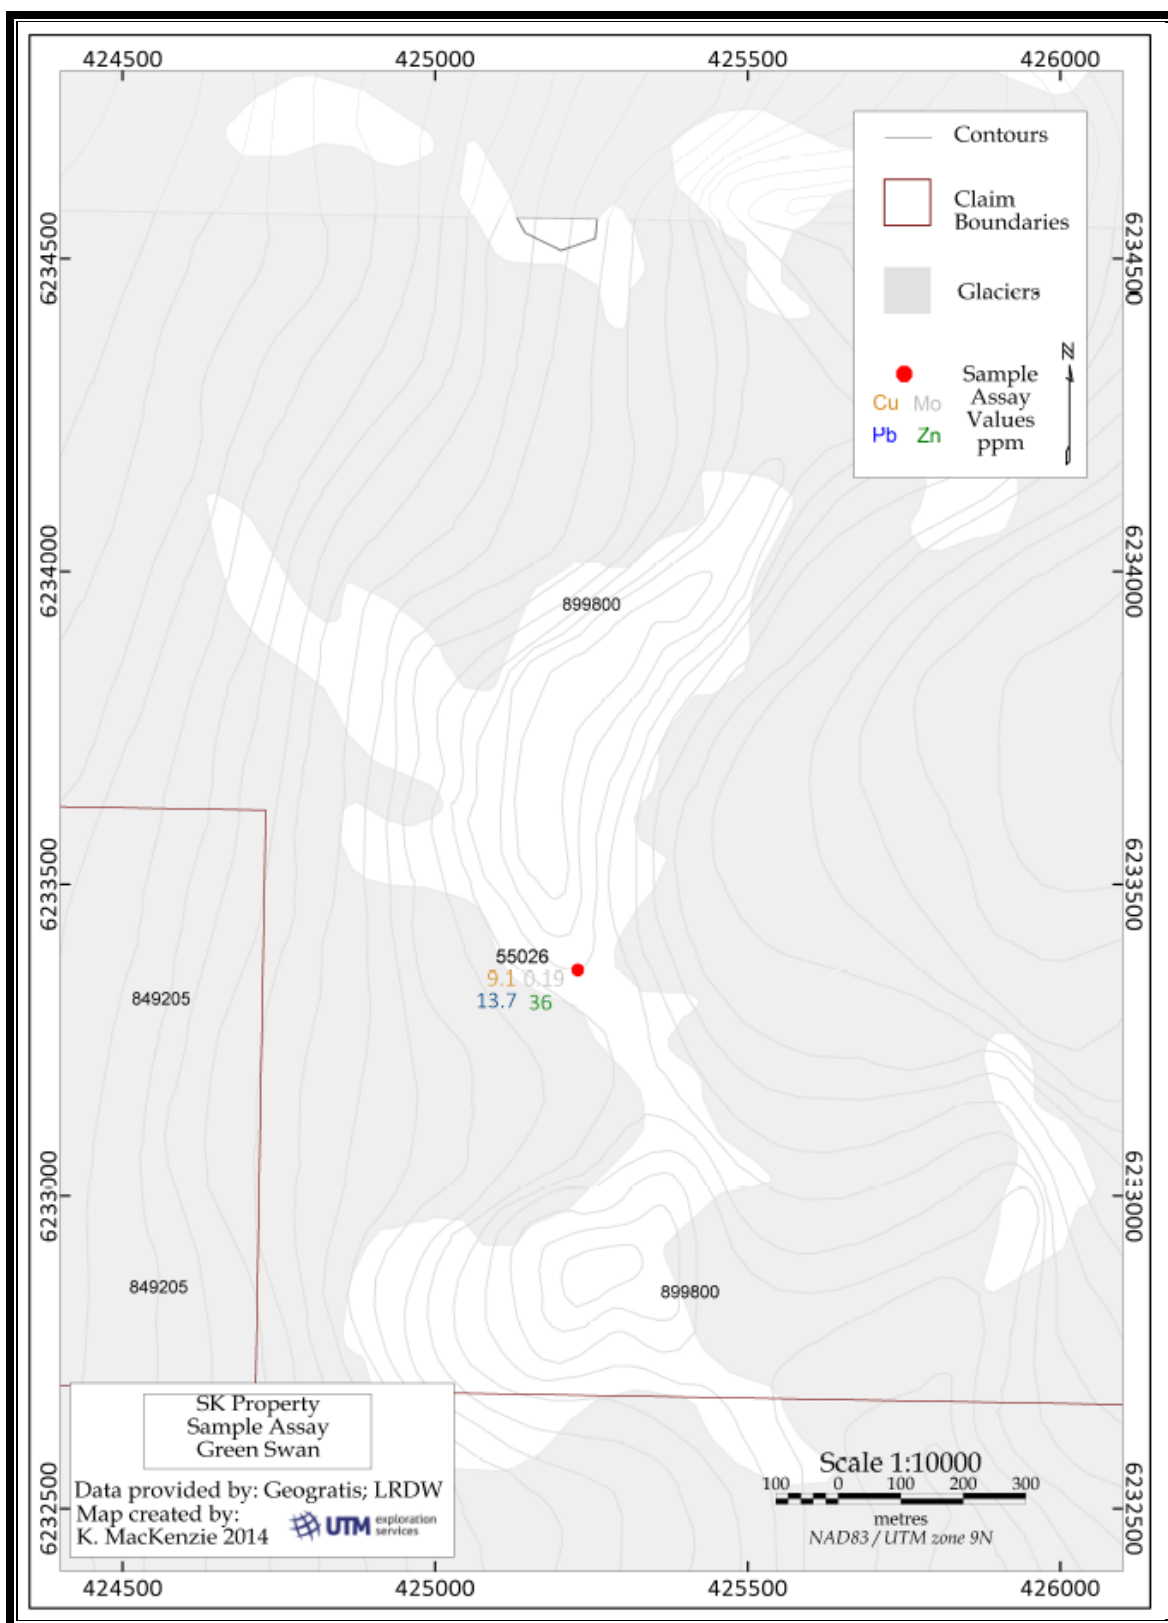 424500 425000 425500 426000
Contours
Claim
Boundaries
Glaciers
N
Sample
Assay
Values
ppm
Cu Mo
Pb Zn
6234500
6234500
6234000
6234000
899800
6233500
6233500
55026
9.1 0.19
13.7 36
849205
6233000
6233000
849205
899800
SK Property
Sample Assay
Green Swan
Data provided by: Geogratis; LRDW
Map created by:
K. MacKenzie 2014
UTM exploration
services
Scale 1:10000
100 0 100 200 300
metres
NAD83 / UTM zone 9N
6232500
6232500
424500 425000 425500 426000